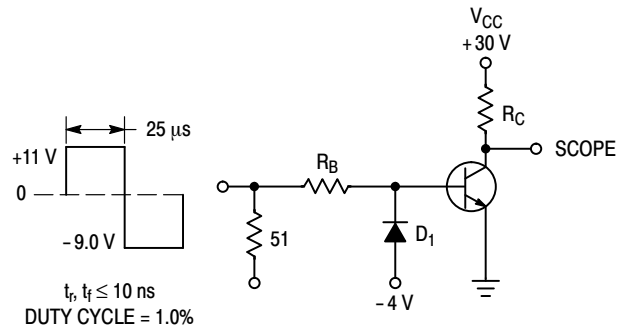 V_CC
+30 V
R_C
SCOPE
25 μs
+11 V
R_B
0
51
D_1
-9.0 V
-4 V
t_r, t_f ≤ 10 ns
DUTY CYCLE = 1.0%